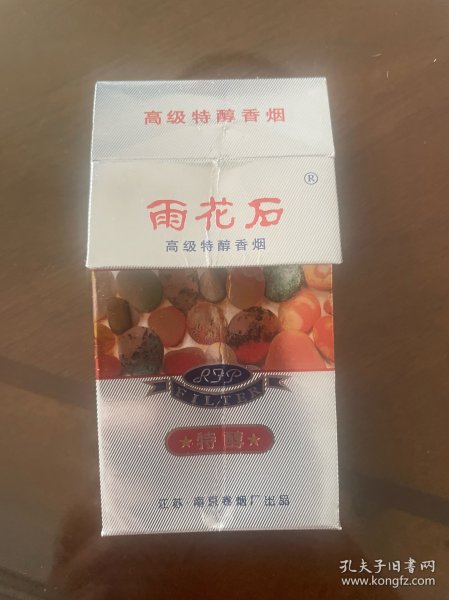 高级特醇香烟
雨花石
®
高级特醇香烟
FILTER
★特醇★
江苏 南京卷烟厂出品
孔夫子旧书网
www.kongfz.com